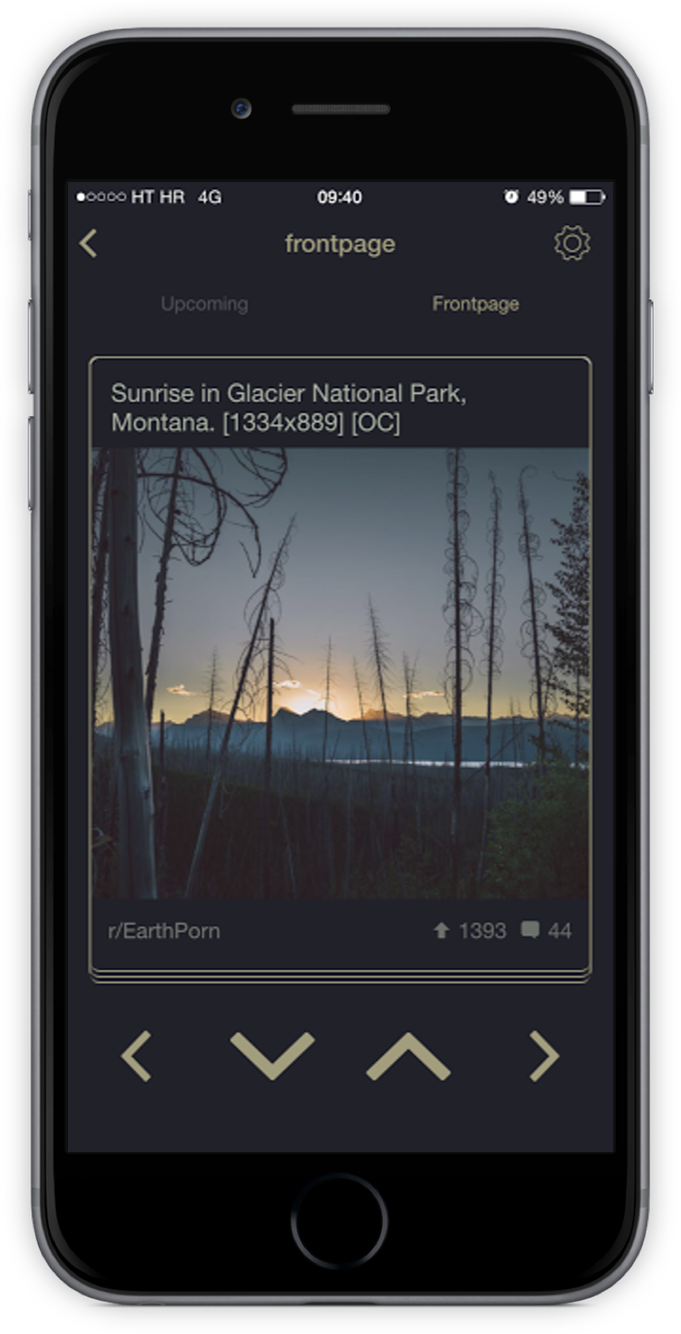 HT HR 4G 09:40 49%
frontpage
Upcoming Frontpage
Sunrise in Glacier National Park,
Montana. [1334x889] [OC]
r/EarthPorn 1393 44